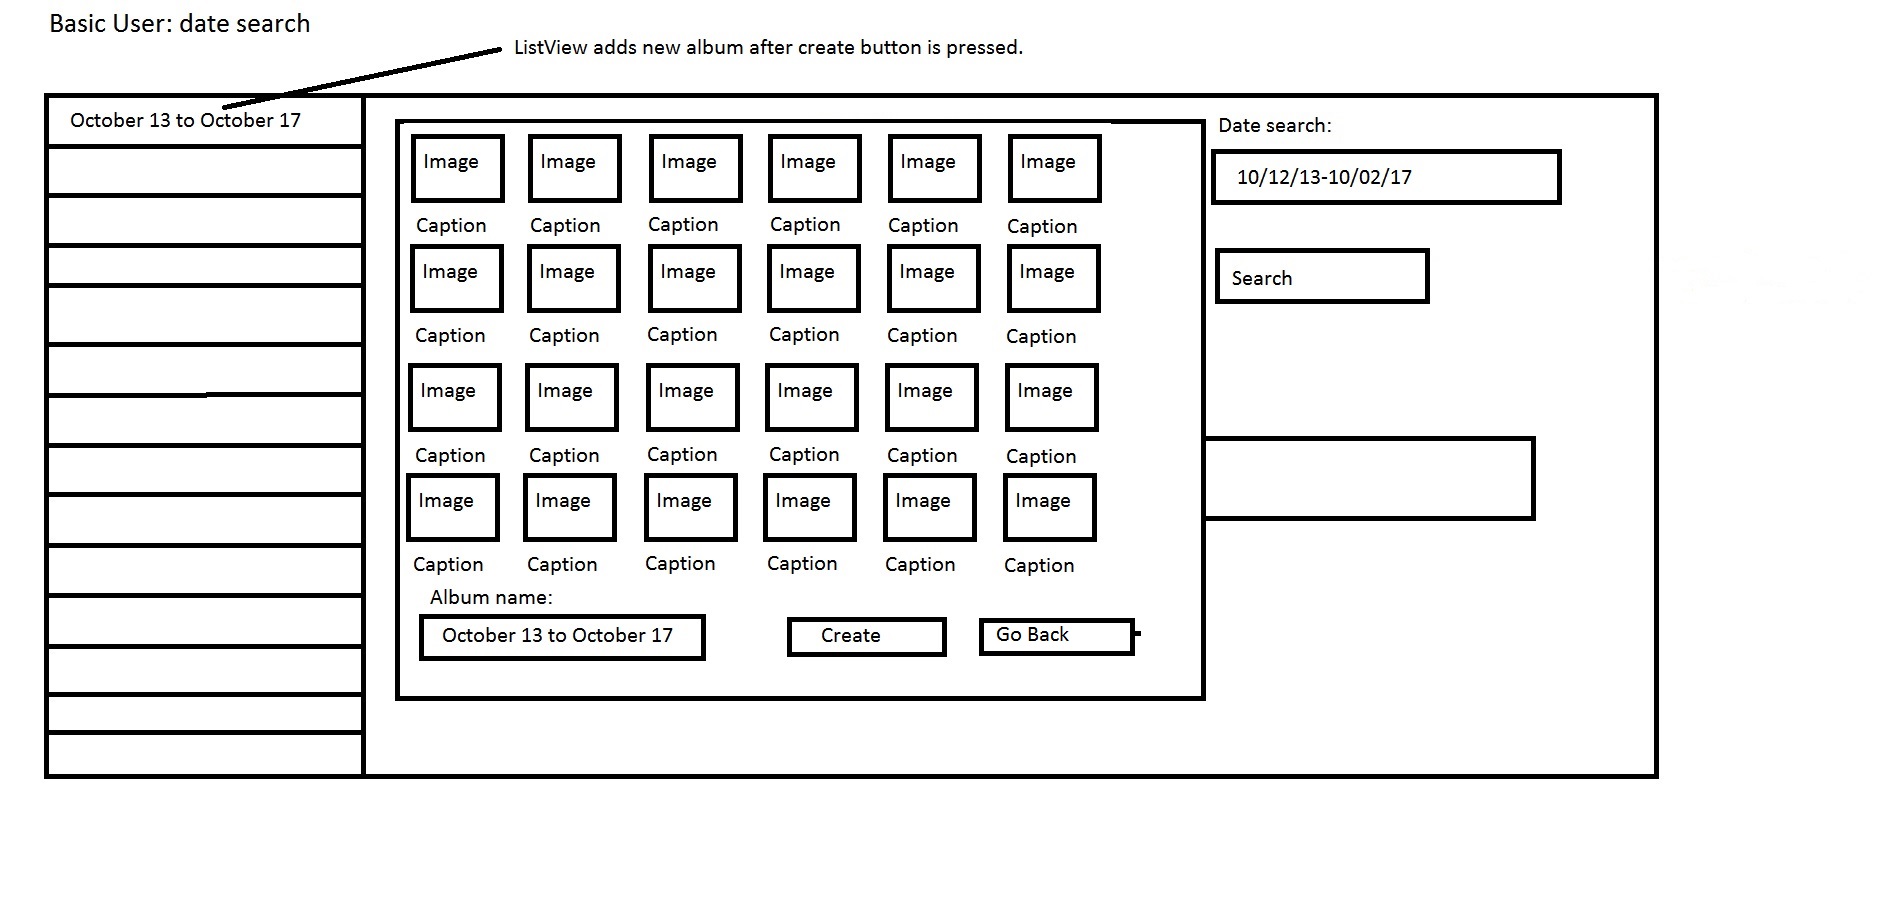 Basic User: date search
ListView adds new album after create button is pressed.
October 13 to October 17
Date search:
Image Image Image Image Image Image
10/12/13-10/02/17
Caption Caption Caption Caption Caption Caption
Image Image Image Image Image Image
Search
Caption Caption Caption Caption Caption Caption
Image Image Image Image Image Image
Caption Caption Caption Caption Caption Caption
Image Image Image Image Image Image
Caption Caption Caption Caption Caption Caption
Album name:
October 13 to October 17
Create
Go Back